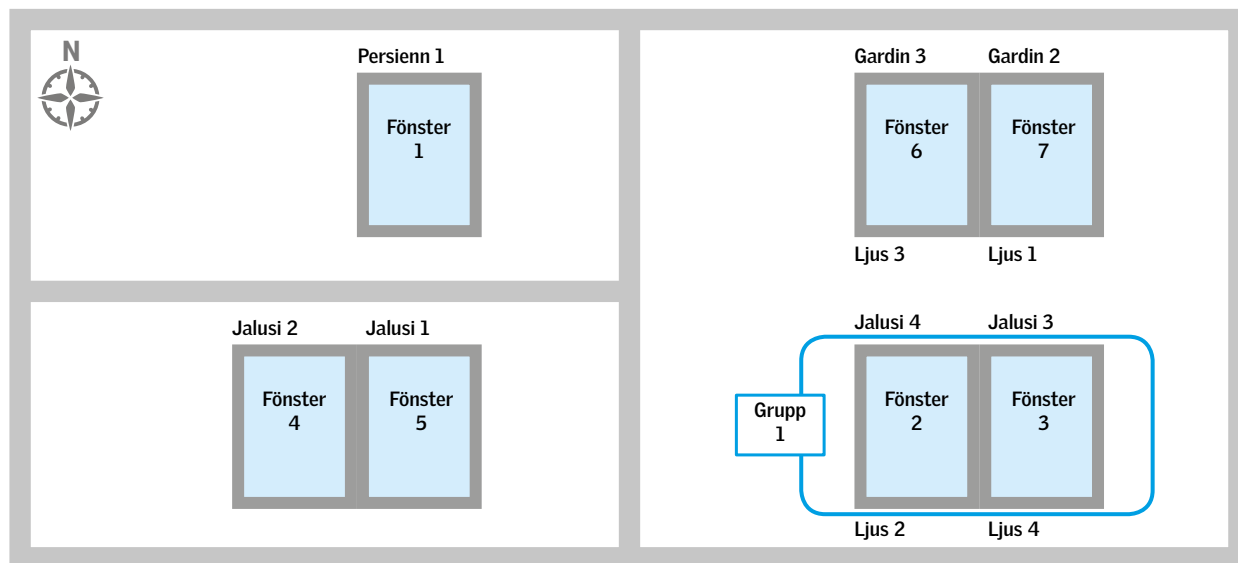 N
Persienn 1
Fönster
1
Jalusi 2
Jalusi 1
Fönster
4
Fönster
5
Gardin 3
Gardin 2
Fönster
6
Fönster
7
Ljus 3
Ljus 1
Jalusi 4
Jalusi 3
Grupp
1
Fönster
2
Fönster
3
Ljus 2
Ljus 4